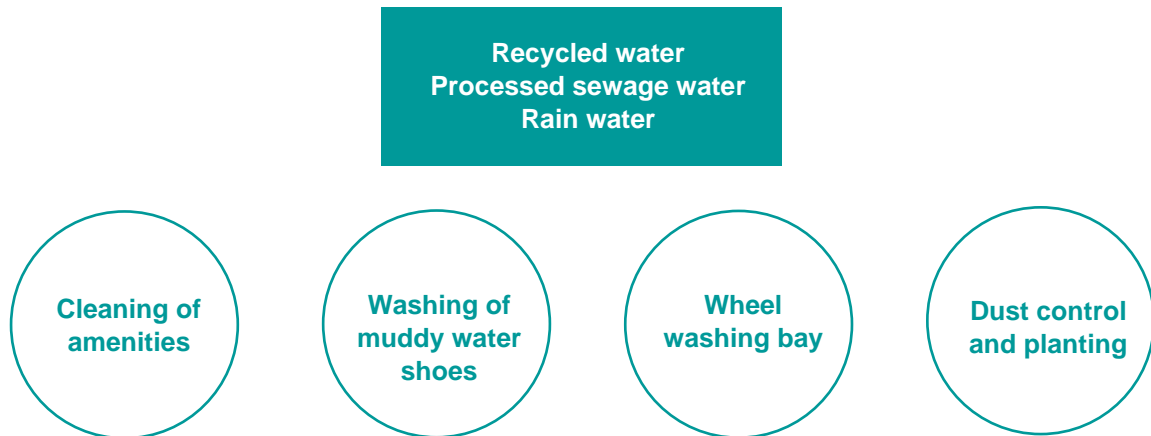 Recycled water
Processed sewage water
Rain water
Cleaning of
amenities
Washing of
muddy water
shoes
Wheel
washing bay
Dust control
and planting